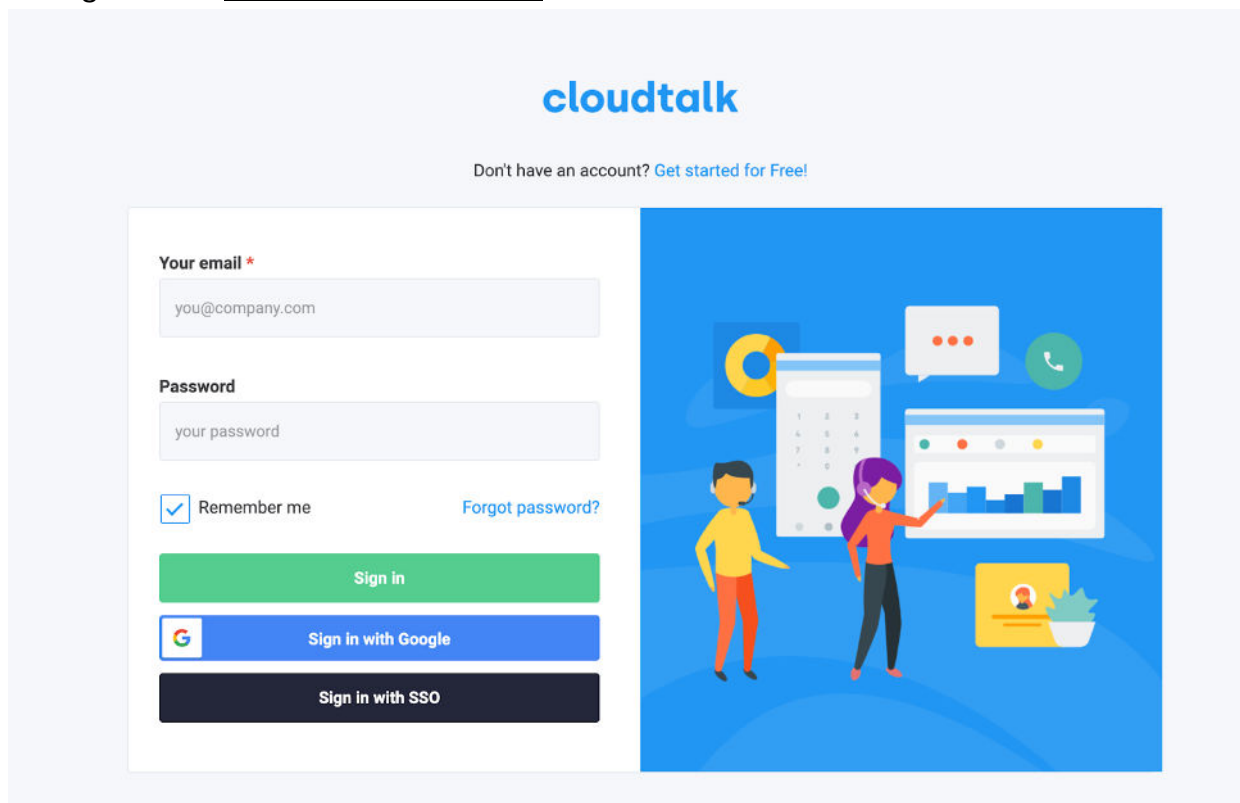 cloudtalk
Don't have an account? Get started for Free!
Your email *
you@company.com
Password
your password
Remember me
Forgot password?
Sign in
G Sign in with Google
Sign in with SSO